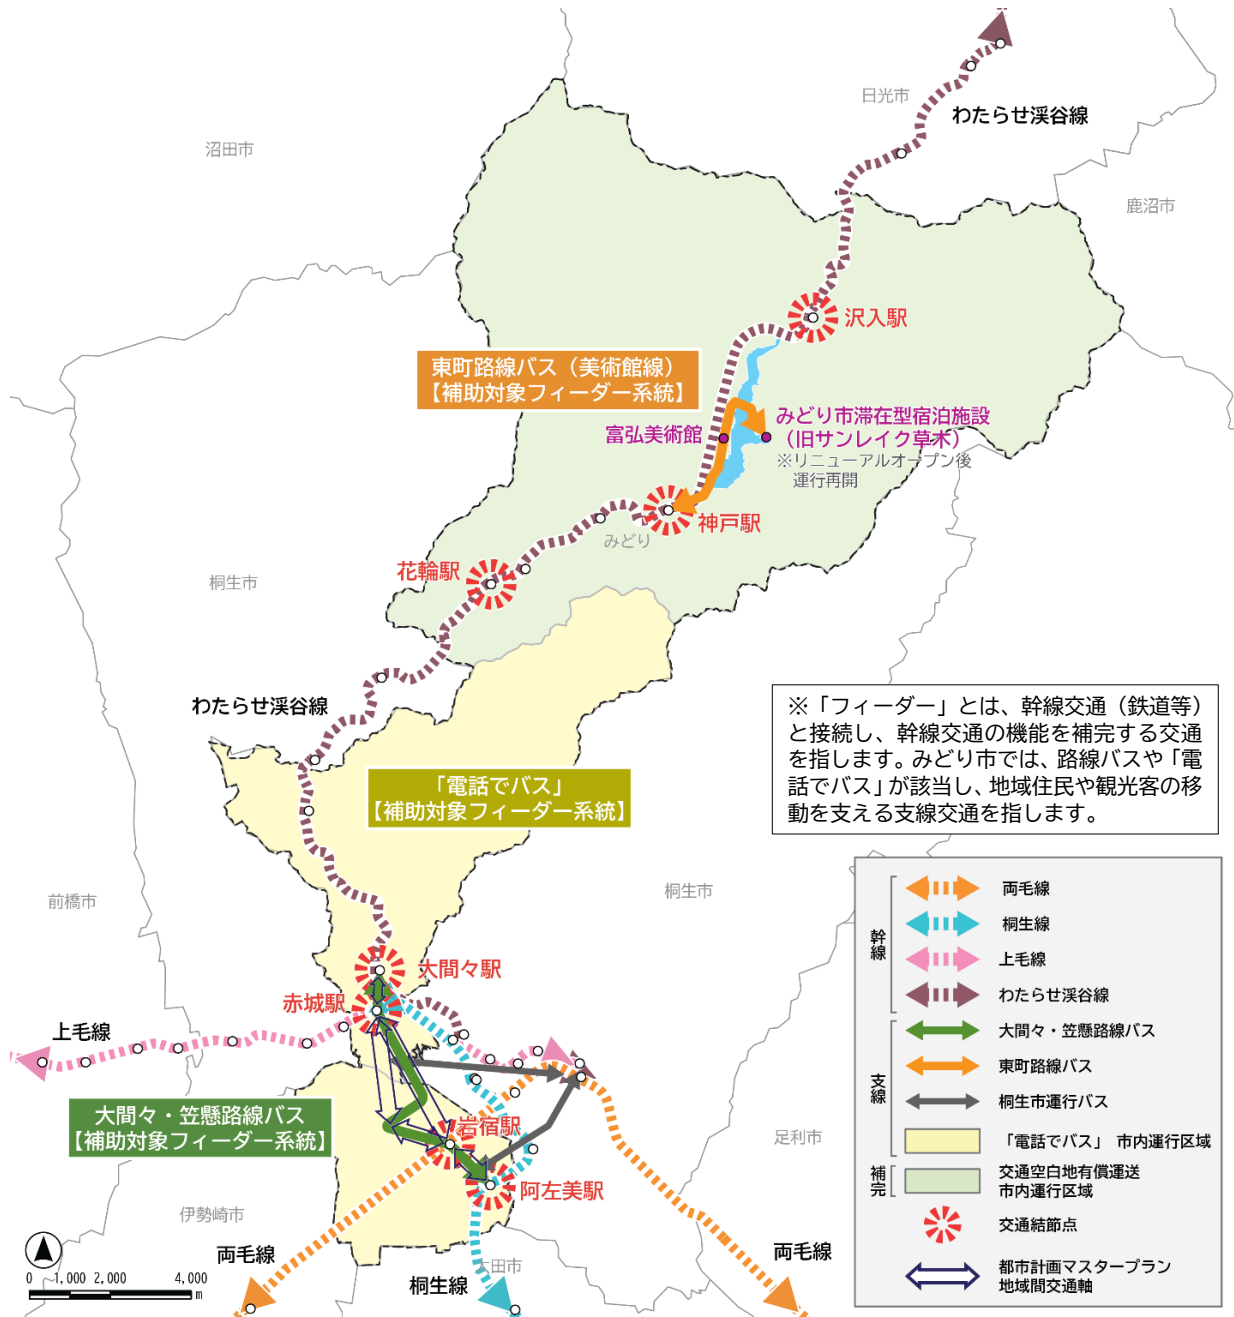 日光市
わたらせ渓谷線
沼田市
鹿沼市
沢入駅
東町路線バス（美術館線）
【補助対象フィーダー系統】
富弘美術館
みどり市滞在型宿泊施設
（旧サンレイク草木）
※リニューアルオープン後
運行再開
神戸駅
みどり
花輪駅
桐生市
わたらせ渓谷線
※「フィーダー」とは、幹線交通（鉄道等）
と接続し、幹線交通の機能を補完する交通
を指します。みどり市では、路線バスや「電
話でバス」が該当し、地域住民や観光客の移
動を支える支線交通を指します。
「電話でバス」
【補助対象フィーダー系統】
前橋市
桐生市
大間々駅
赤城駅
上毛線
大間々・笠懸路線バス
【補助対象フィーダー系統】
岩宿駅
阿左美駅
足利市
伊勢崎市
両毛線
桐生線
太田市
両毛線
0 1,000 2,000 4,000
m
幹線
両毛線
桐生線
上毛線
わたらせ渓谷線
支線
大間々・笠懸路線バス
東町路線バス
桐生市運行バス
「電話でバス」 市内運行区域
補完
交通空白地有償運送
市内運行区域
交通結節点
都市計画マスタープラン
地域間交通軸